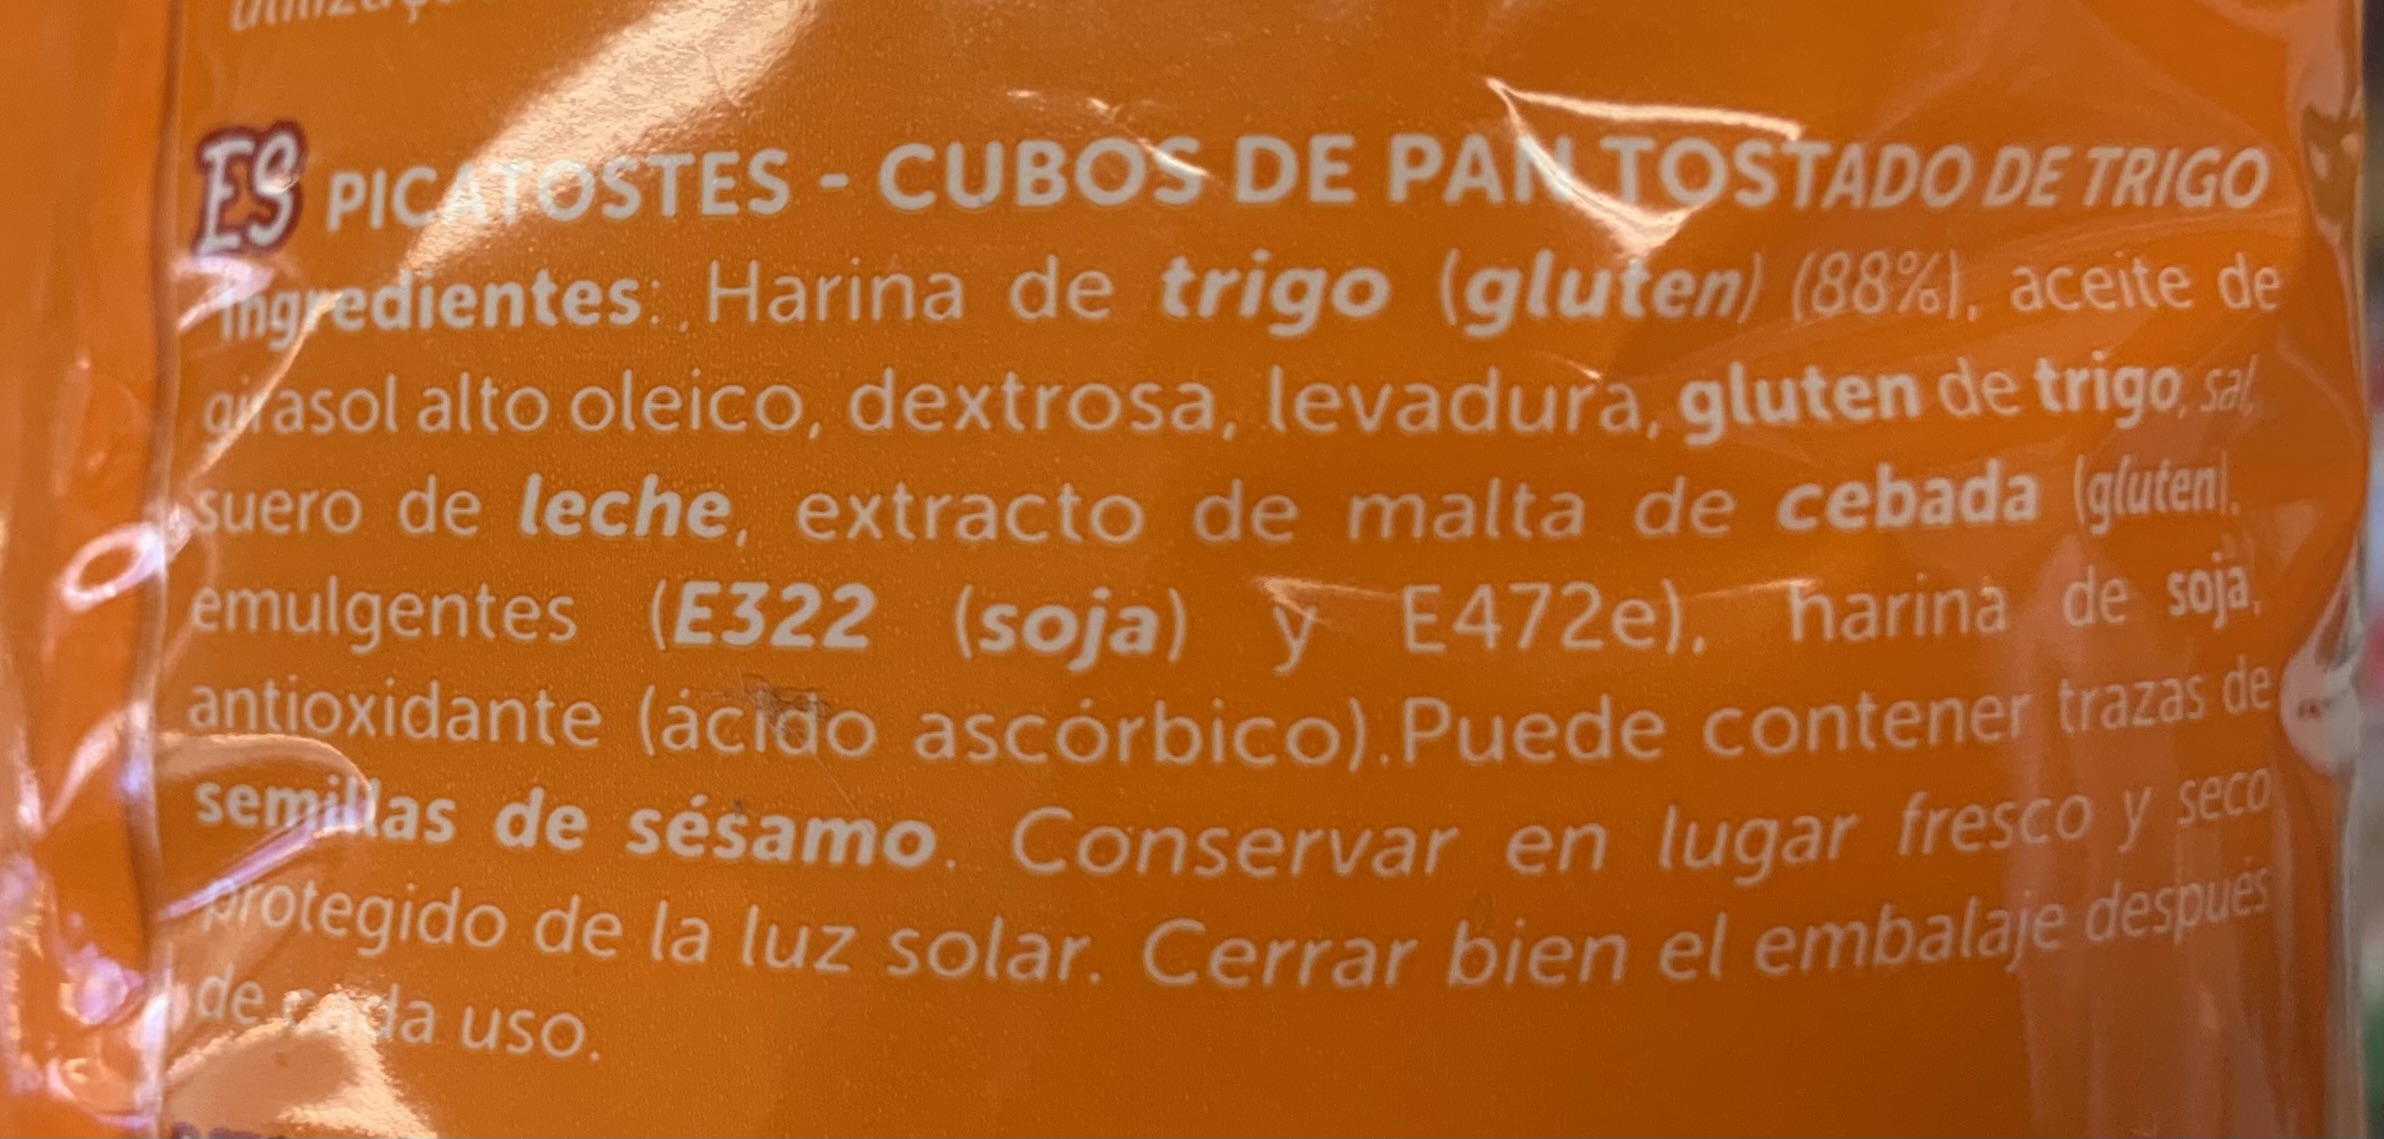 ES PICATOSTES - CUBOS DE PAN TOSTADO DE TRIGO
Ingredientes: Harina de trigo (gluten) (88%), aceite de
girasol alto oleico, dextrosa, levadura, gluten de trigo, sal,
suero de leche, extracto de malta de cebada (gluten),
emulgentes (E322 (soja) y E472e), harina de soja,
antioxidante (ácido ascórbico).Puede contener trazas de
semillas de sésamo. Conservar en lugar fresco y seco
protegido de la luz solar. Cerrar bien el embalaje después
de cada uso.